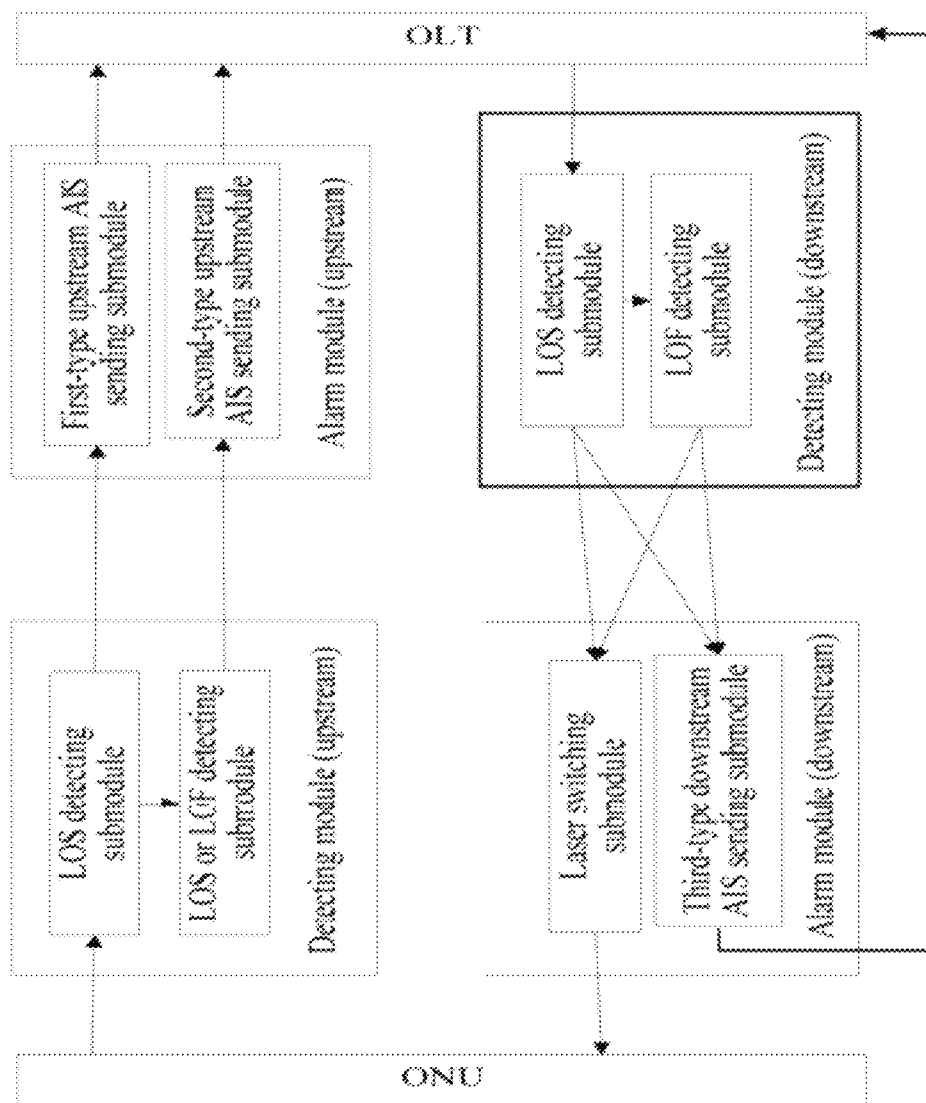 OLT
First-type upstream AIS
sending submodule
Second-type upstream
AIS sending submodule
Alarm module (upstream)
LOS detecting
submodule
LOF detecting
submodule
Detecting module (downstream)
LOS detecting
submodule
LOS or LOF detecting
submodule
Detecting module (upstream)
Laser switching
submodule
Third-type downstream
AIS sending submodule
Alarm module (downstream)
ONU